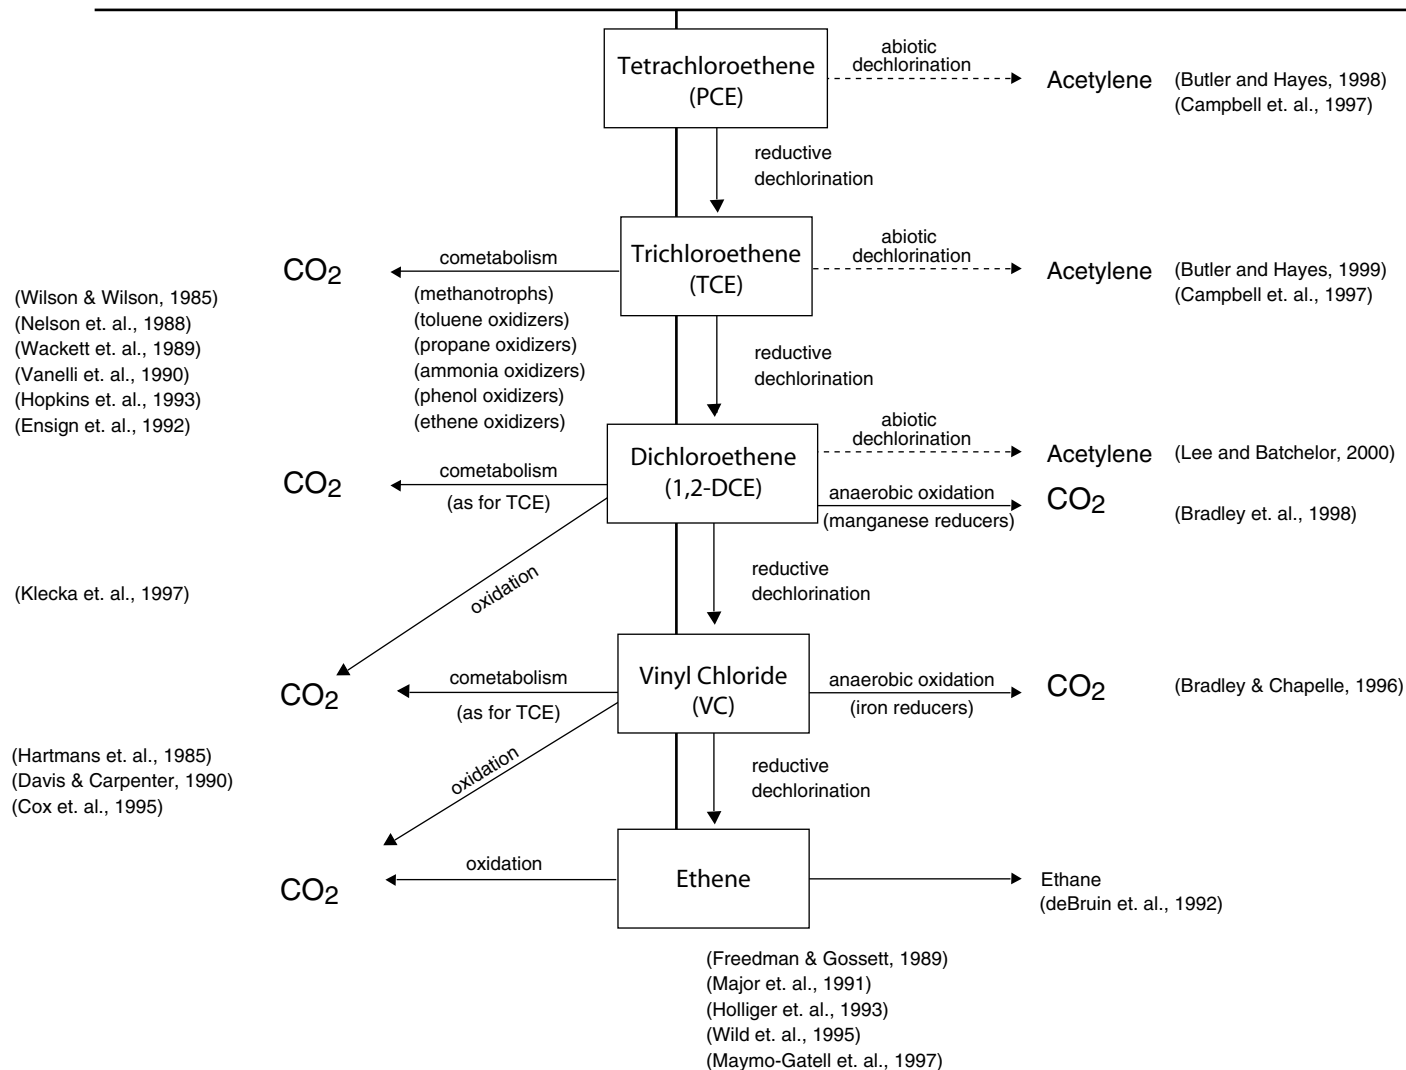 Tetrachloroethene
(PCE)
abiotic
dechlorination
Acetylene
(Butler and Hayes, 1998)
(Campbell et. al., 1997)
reductive
dechlorination
CO2
cometabolism
(methanotrophs)
(toluene oxidizers)
(propane oxidizers)
(ammonia oxidizers)
(phenol oxidizers)
(ethene oxidizers)
(Wilson & Wilson, 1985)
(Nelson et. al., 1988)
(Wackett et. al., 1989)
(Vanelli et. al., 1990)
(Hopkins et. al., 1993)
(Ensign et. al., 1992)
Trichloroethene
(TCE)
abiotic
dechlorination
Acetylene
(Butler and Hayes, 1999)
(Campbell et. al., 1997)
reductive
dechlorination
CO2
cometabolism
(as for TCE)
Dichloroethene
(1,2-DCE)
abiotic
dechlorination
Acetylene
(Lee and Batchelor, 2000)
anaerobic oxidation
(manganese reducers)
CO2
(Bradley et. al., 1998)
(Klecka et. al., 1997)
oxidation
reductive
dechlorination
CO2
cometabolism
(as for TCE)
Vinyl Chloride
(VC)
anaerobic oxidation
(iron reducers)
CO2
(Bradley & Chapelle, 1996)
(Hartmans et. al., 1985)
(Davis & Carpenter, 1990)
(Cox et. al., 1995)
oxidation
reductive
dechlorination
CO2
oxidation
Ethene
Ethane
(deBruin et. al., 1992)
(Freedman & Gossett, 1989)
(Major et. al., 1991)
(Holliger et. al., 1993)
(Wild et. al., 1995)
(Maymo-Gatell et. al., 1997)